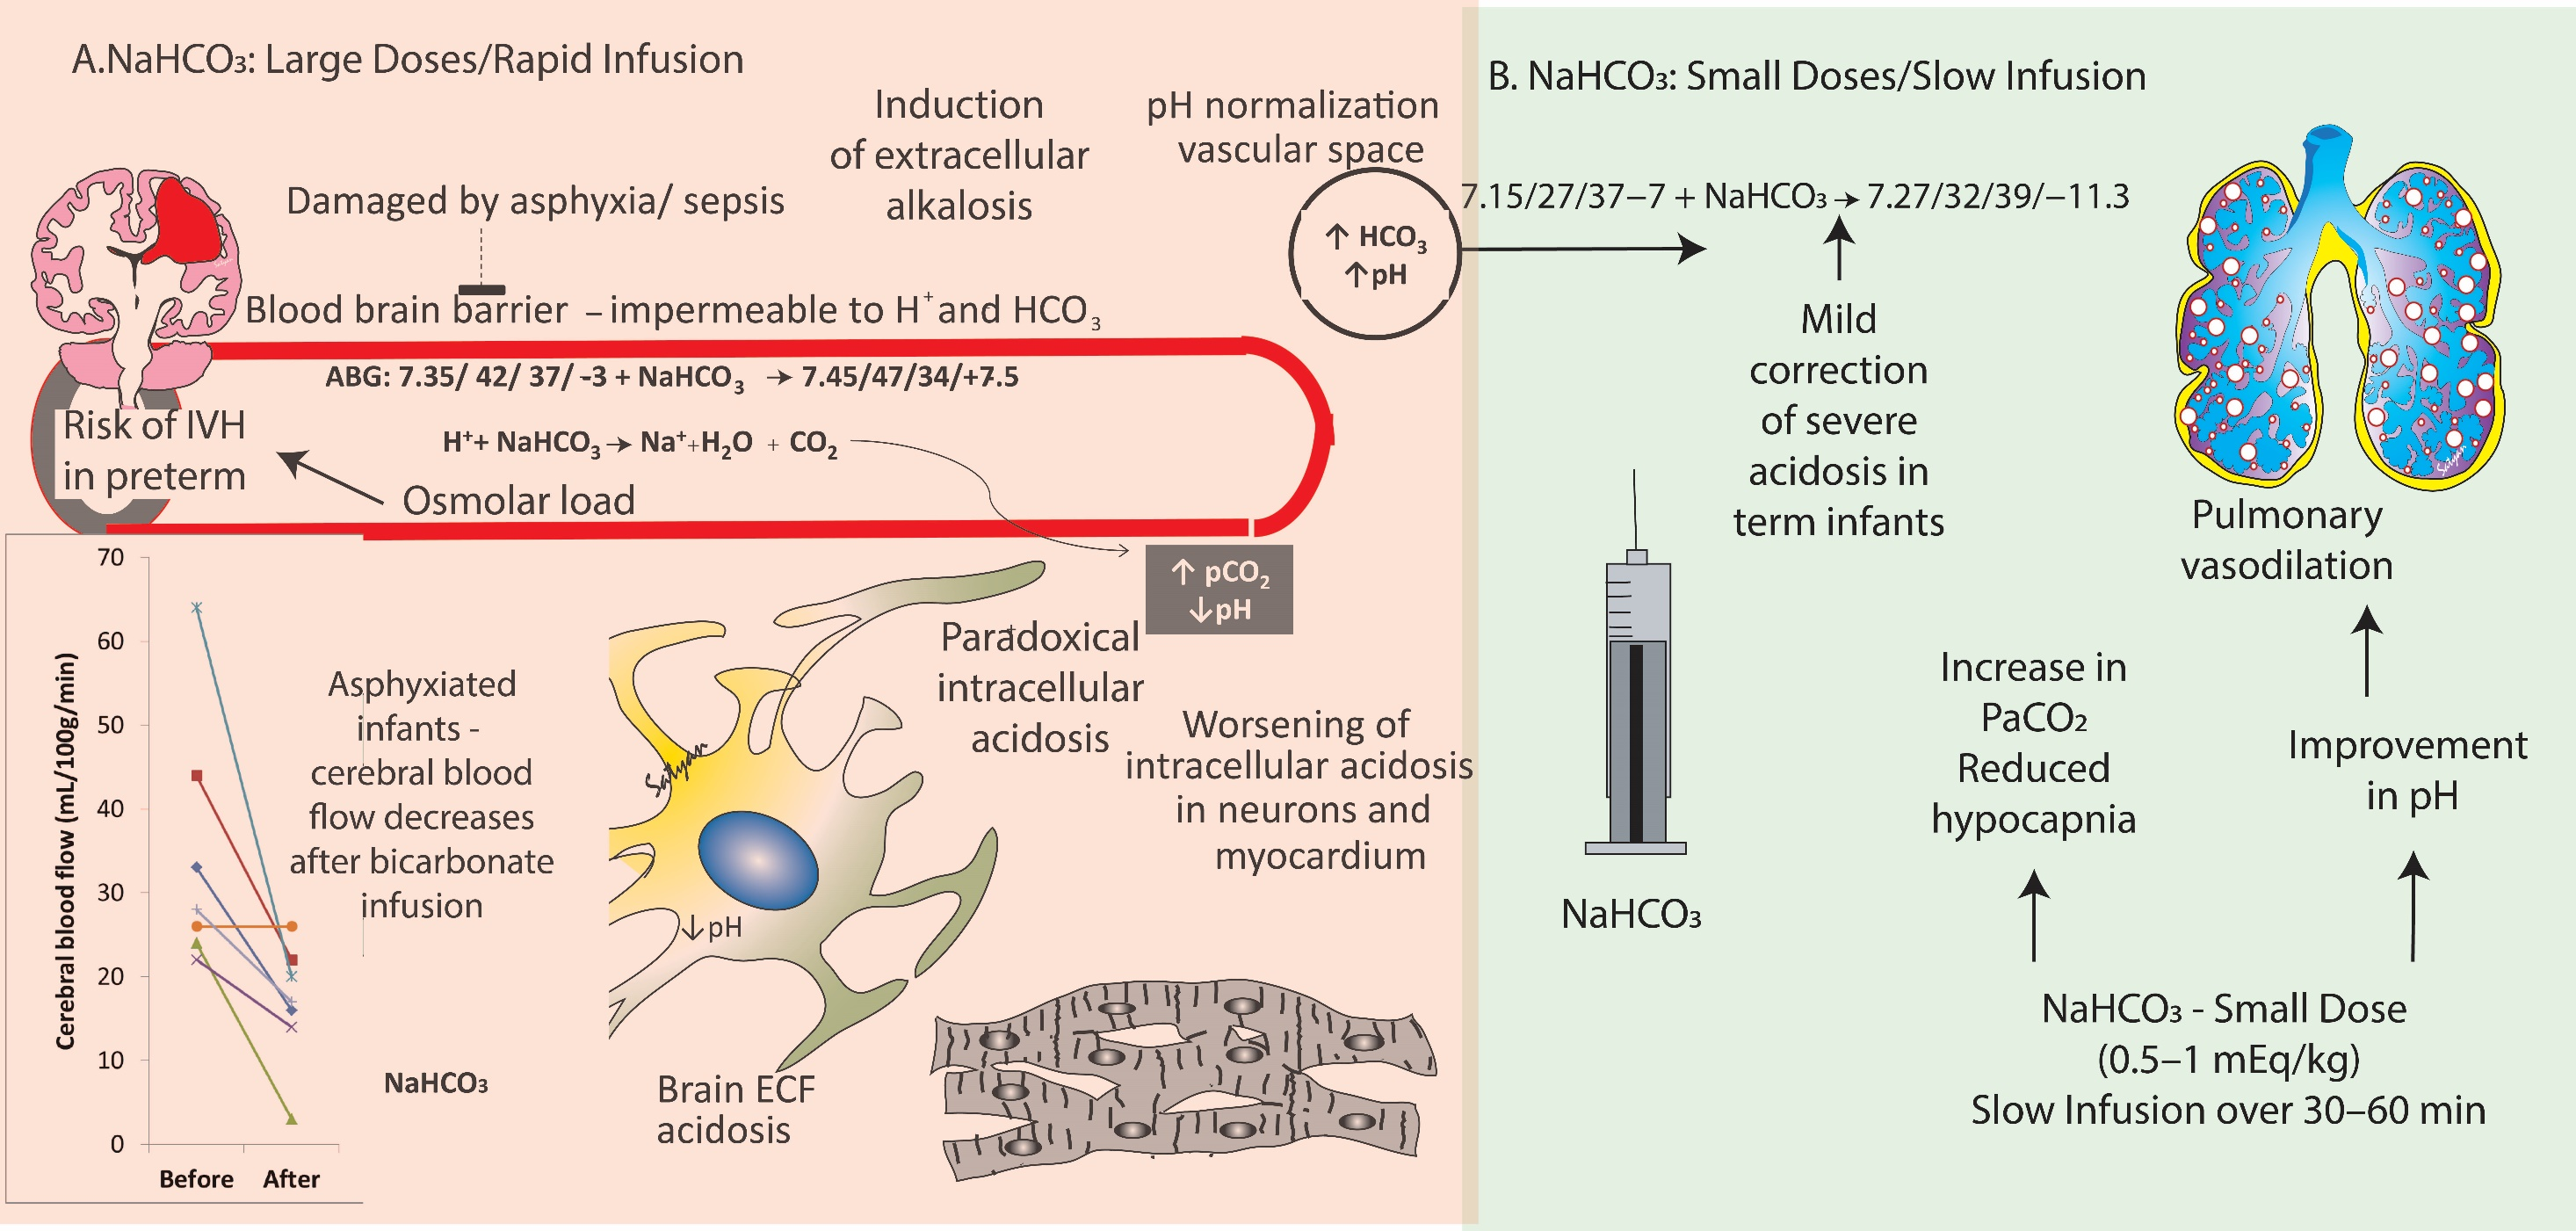 A.NaHCO₃: Large Doses/Rapid Infusion
Induction
of extracellular
alkalosis
pH normalization
vascular space
↑ HCO₃
↑pH
Damaged by asphyxia/ sepsis
Blood brain barrier – impermeable to H⁺and HCO₃
ABG: 7.35/ 42/ 37/ -3 + NaHCO₃ → 7.45/47/34/+7.5
H⁺+ NaHCO₃→ Na⁺+H₂O + CO₂
Risk of IVH
in preterm
Osmolar load
↑ pCO₂
↓pH
70
60
50
40
30
20
10
0
Cerebral blood flow (mL/100g/min)
Before After
Asphyxiated
infants -
cerebral blood
flow decreases
after bicarbonate
infusion
NaHCO₃
Satyan
↓pH
Brain ECF
acidosis
Paradoxical
intracellular
acidosis
Worsening of
intracellular acidosis
in neurons and
myocardium
B. NaHCO₃: Small Doses/Slow Infusion
7.15/27/37–7 + NaHCO₃→ 7.27/32/39/–11.3
Mild
correction
of severe
acidosis in
term infants
NaHCO₃
Satyan
Pulmonary
vasodilation
Increase in
PaCO₂
Reduced
hypocapnia
Improvement
in pH
NaHCO₃ - Small Dose
(0.5–1 mEq/kg)
Slow Infusion over 30–60 min